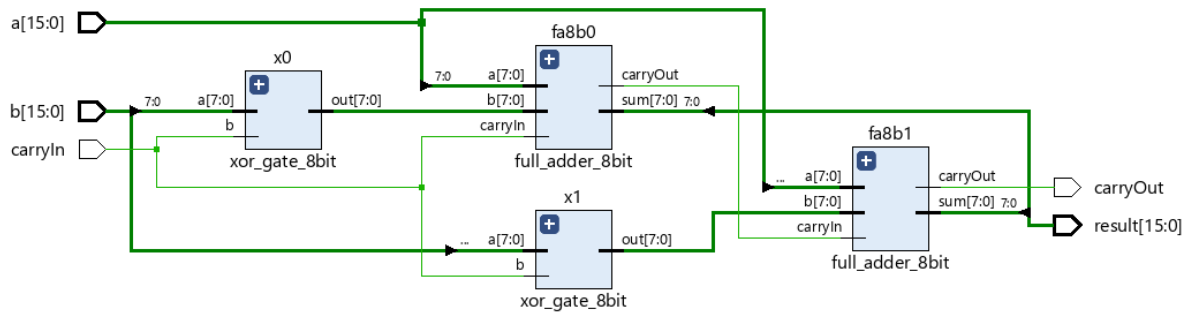 a[15:0]
b[15:0]
carryIn
x0
7:0
a[7:0]
b
out[7:0]
xor_gate_8bit
fa8b0
7:0
a[7:0]
b[7:0]
carryIn
carryOut
sum[7:0]
7:0
full_adder_8bit
x1
...
a[7:0]
b
out[7:0]
xor_gate_8bit
fa8b1
...
a[7:0]
b[7:0]
carryIn
carryOut
sum[7:0]
7:0
full_adder_8bit
carryOut
result[15:0]